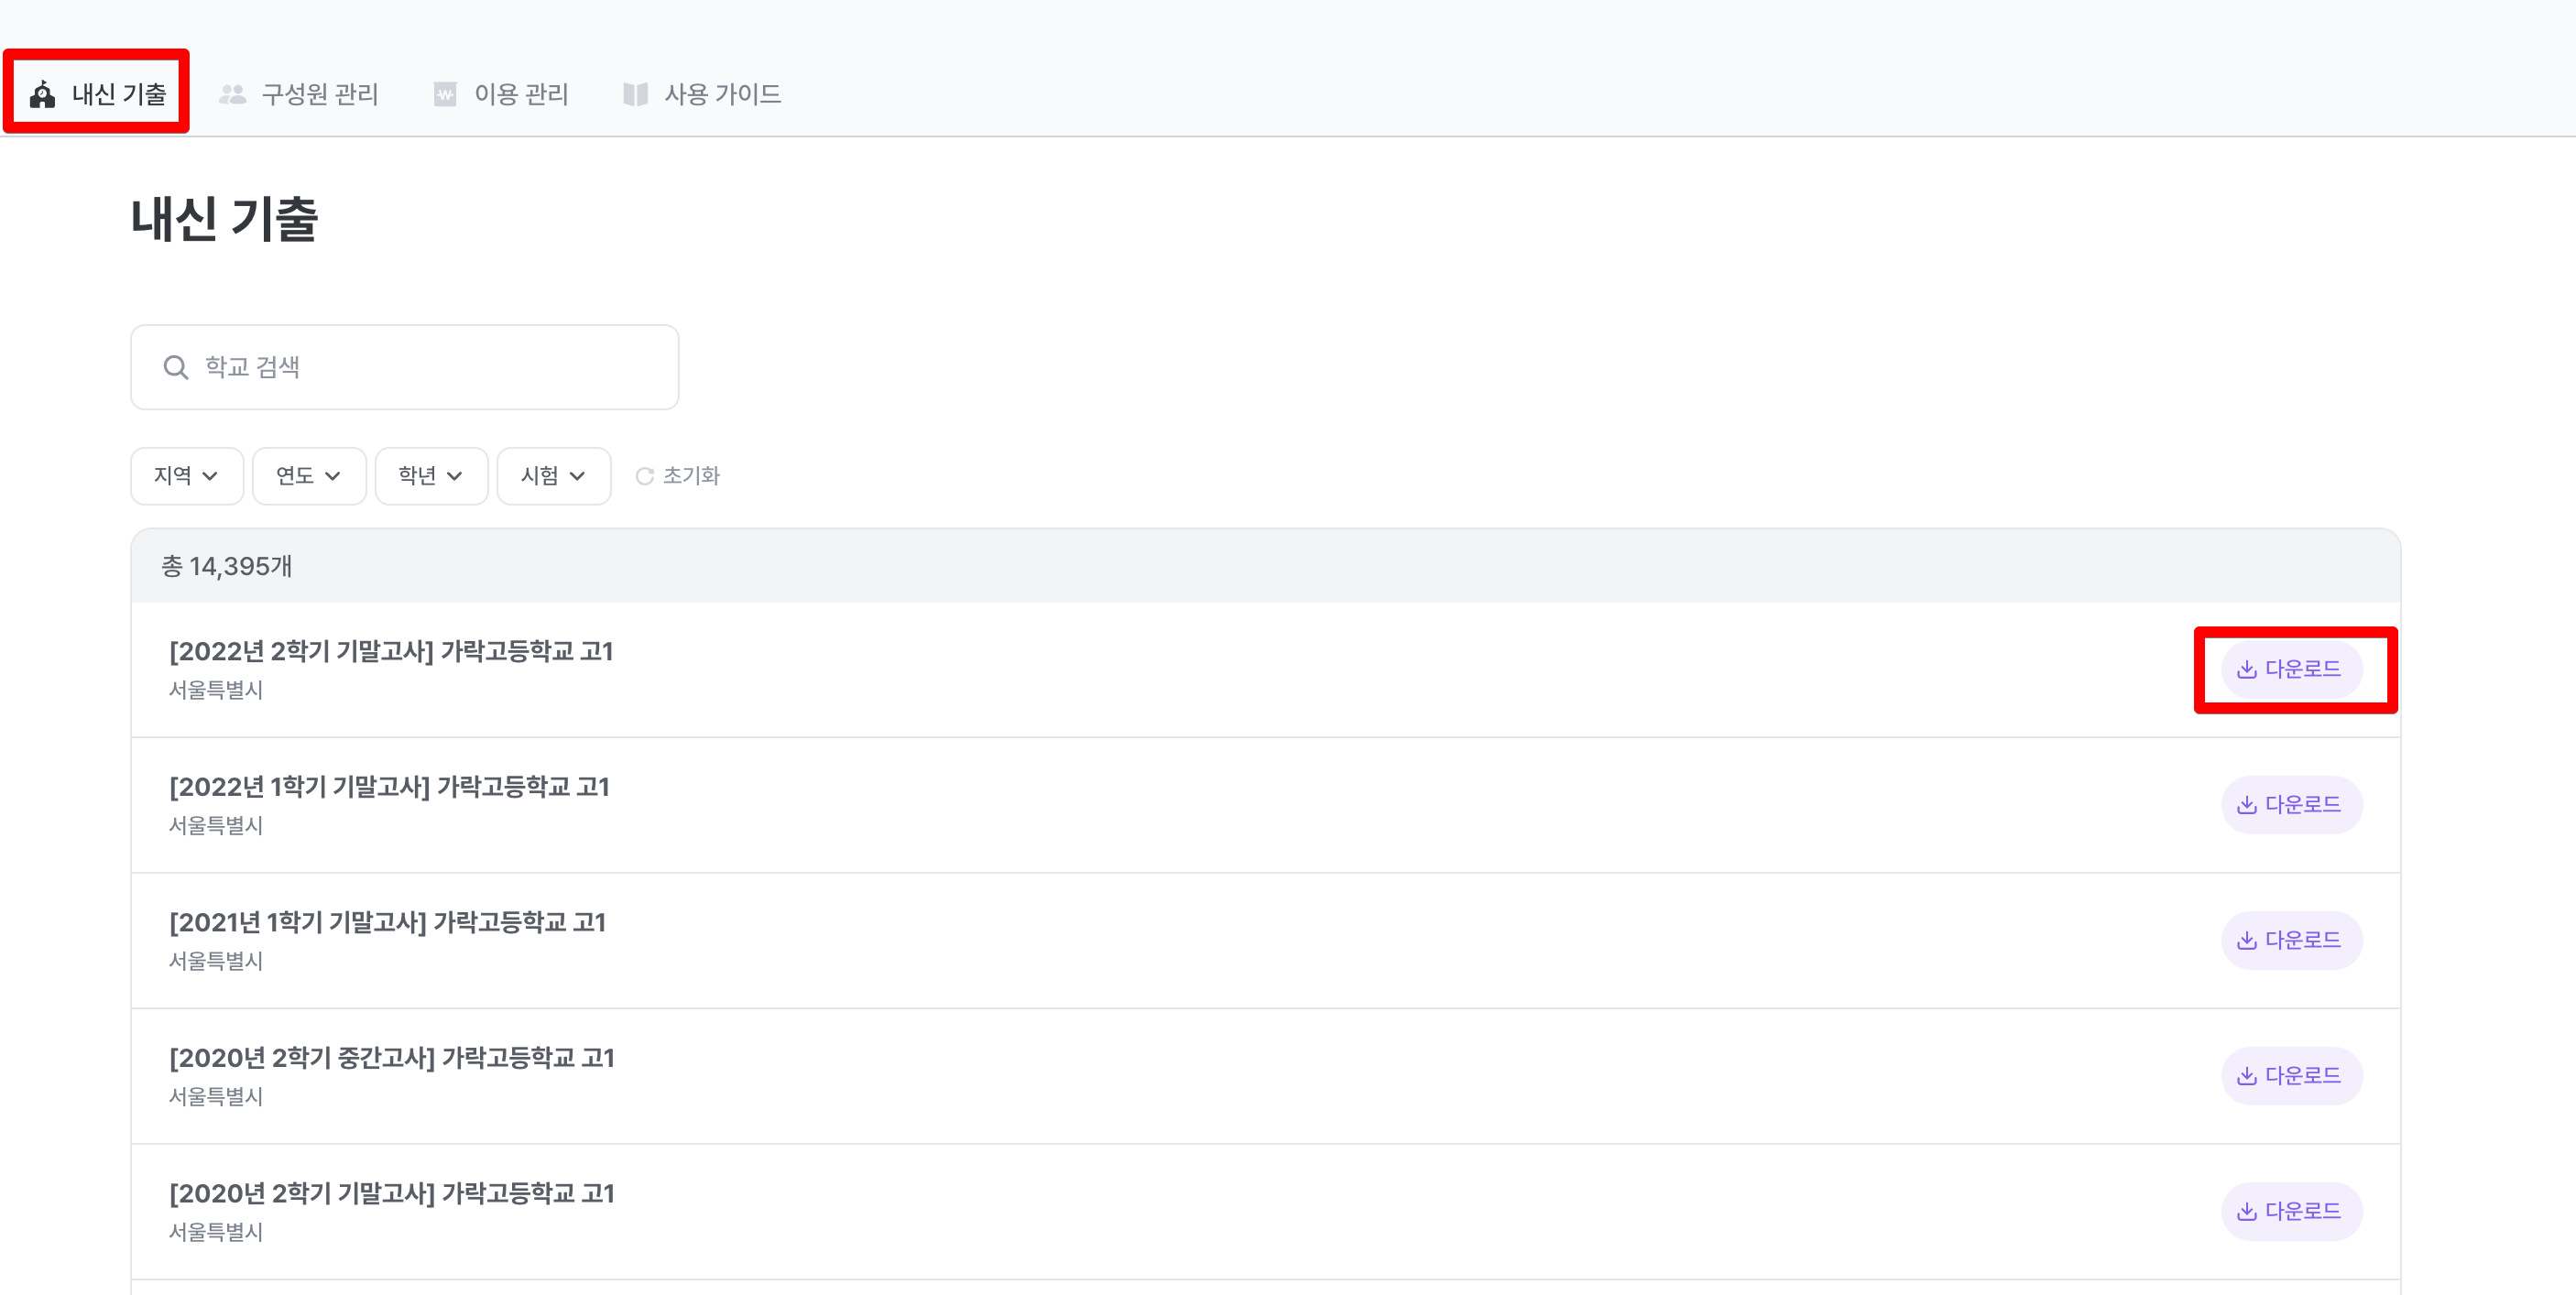 내신 기출 구성원 관리 이용 관리 사용 가이드
내신 기출
학교 검색
지역 연도 학년 시험 초기화
총 14,395개
[2022년 2학기 기말고사] 가락고등학교 고1
서울특별시
다운로드
[2022년 1학기 기말고사] 가락고등학교 고1
서울특별시
다운로드
[2021년 1학기 기말고사] 가락고등학교 고1
서울특별시
다운로드
[2020년 2학기 중간고사] 가락고등학교 고1
서울특별시
다운로드
[2020년 2학기 기말고사] 가락고등학교 고1
서울특별시
다운로드